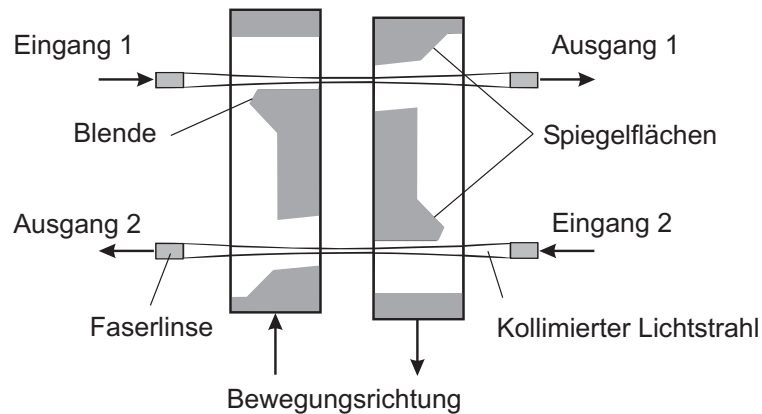 Eingang 1
Ausgang 1
Blende
Spiegelflächen
Ausgang 2
Eingang 2
Faserlinse
Kollimierter Lichtstrahl
Bewegungsrichtung